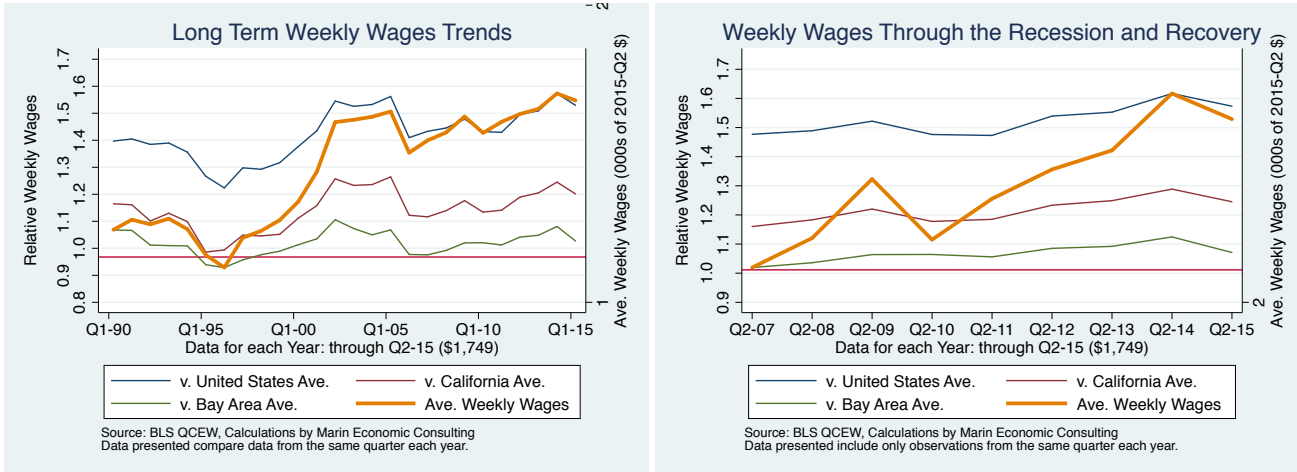 Long Term Weekly Wages Trends
Relative Weekly Wages
1.7
1.6
1.5
1.4
1.3
1.2
1.1
1.0
0.9
0.8
2
1
Ave. Weekly Wages (000s of 2015-Q2 $)
Q1-90 Q1-95 Q1-00 Q1-05 Q1-10 Q1-15
Data for each Year: through Q2-15 ($1,749)
v. United States Ave. v. California Ave.
v. Bay Area Ave. Ave. Weekly Wages
Source: BLS QCEW, Calculations by Marin Economic Consulting
Data presented compare data from the same quarter each year.
Weekly Wages Through the Recession and Recovery
Relative Weekly Wages
1.7
1.6
1.5
1.4
1.3
1.2
1.1
1.0
0.9
2
Ave. Weekly Wages (000s of 2015-Q2 $)
Q2-07 Q2-08 Q2-09 Q2-10 Q2-11 Q2-12 Q2-13 Q2-14 Q2-15
Data for each Year: through Q2-15 ($1,749)
v. United States Ave. v. California Ave.
v. Bay Area Ave. Ave. Weekly Wages
Source: BLS QCEW, Calculations by Marin Economic Consulting
Data presented include only observations from the same quarter each year.